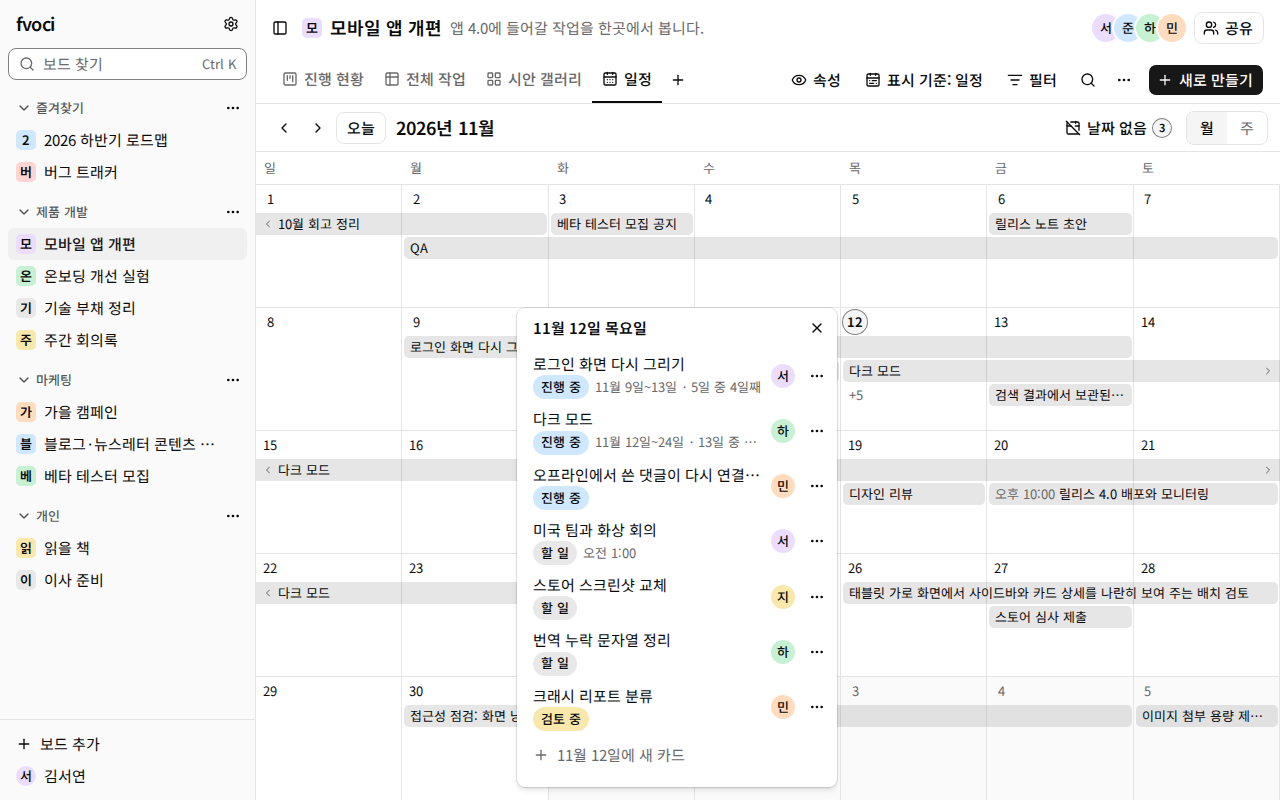 fvoci
보드 찾기 Ctrl K
즐겨찾기
2 2026 하반기 로드맵
버 버그 트래커
제품 개발
모 모바일 앱 개편
온 온보딩 개선 실험
기 기술 부채 정리
주 주간 회의록
마케팅
가 가을 캠페인
블 블로그·뉴스레터 콘텐츠 …
베 베타 테스터 모집
개인
읽 읽을 책
이 이사 준비
보드 추가
서 김서연
모 모바일 앱 개편 앱 4.0에 들어갈 작업을 한곳에서 봅니다.
서 준 하 민 공유
진행 현황 전체 작업 시안 갤러리 일정
속성 표시 기준: 일정 필터 새로 만들기
오늘 2026년 11월
날짜 없음 3 월 주
일 월 화 수 목 금 토
1 2 3 4 5 6 7
10월 회고 정리 베타 테스터 모집 공지 릴리스 노트 초안
QA
8 9 12 13 14
로그인 화면 다시 그
다크 모드
+5 검색 결과에서 보관된…
11월 12일 목요일
로그인 화면 다시 그리기
진행 중 11월 9일~13일 · 5일 중 4일째 서
다크 모드
진행 중 11월 12일~24일 · 13일 중 … 하
오프라인에서 쓴 댓글이 다시 연결…
진행 중 민
미국 팀과 화상 회의
할 일 오전 1:00 서
스토어 스크린샷 교체
할 일 지
번역 누락 문자열 정리
할 일 하
크래시 리포트 분류
검토 중 민
11월 12일에 새 카드
15 16 19 20 21
다크 모드
디자인 리뷰 오후 10:00 릴리스 4.0 배포와 모니터링
22 23 26 27 28
다크 모드 태블릿 가로 화면에서 사이드바와 카드 상세를 나란히 보여 주는 배치 검토
스토어 심사 제출
29 30 3 4 5
접근성 점검: 화면 이미지 첨부 용량 제…